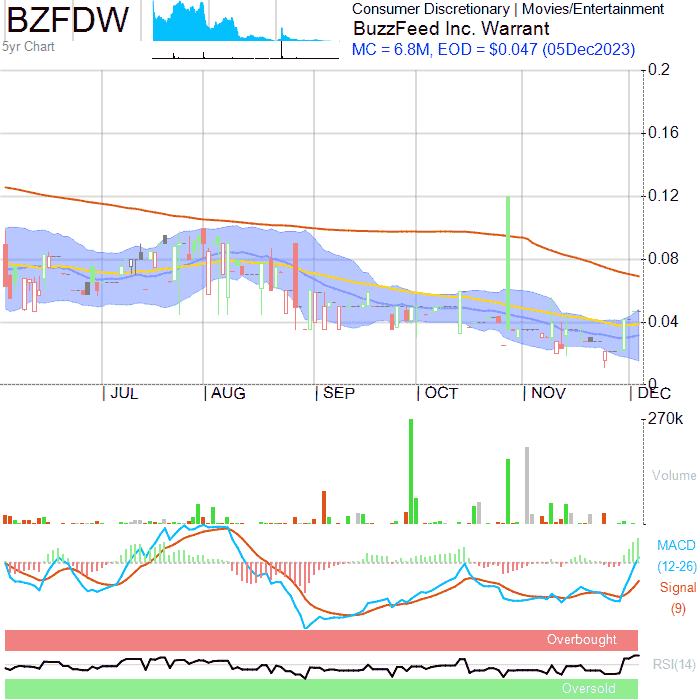 BZFDW
5yr Chart
Consumer Discretionary | Movies/Entertainment
BuzzFeed Inc. Warrant
MC = 6.8M, EOD = $0.047 (05Dec2023)
0.2
0.16
0.12
0.08
0.04
0
JUL AUG SEP OCT NOV DEC
270k
Volume
MACD
(12-26)
Signal
(9)
Overbought
RSI(14)
Oversold